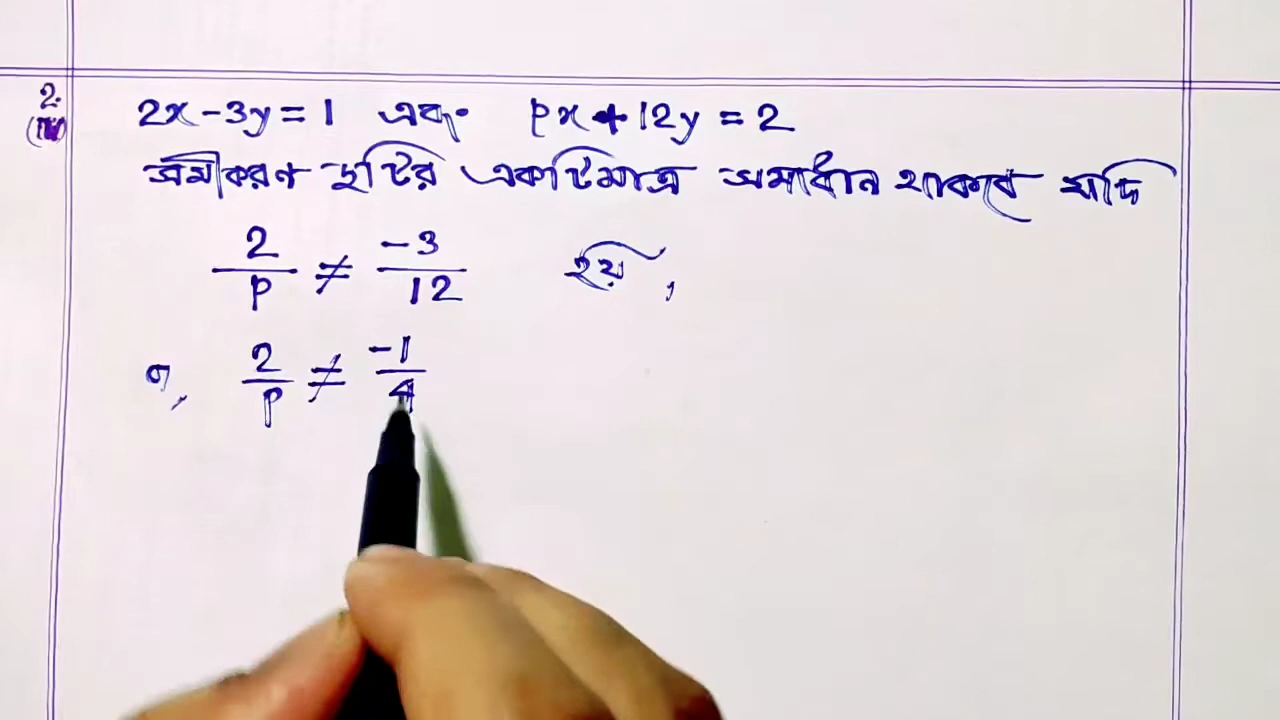 2.
(iv)
2x - 3y = 1 এবং px + 12y = 2
সমীকরণ দুটির একটিমাত্র সমাধান থাকবে যদি
2/p ≠ -3/12 হয়,
বা, 2/p ≠ -1/4